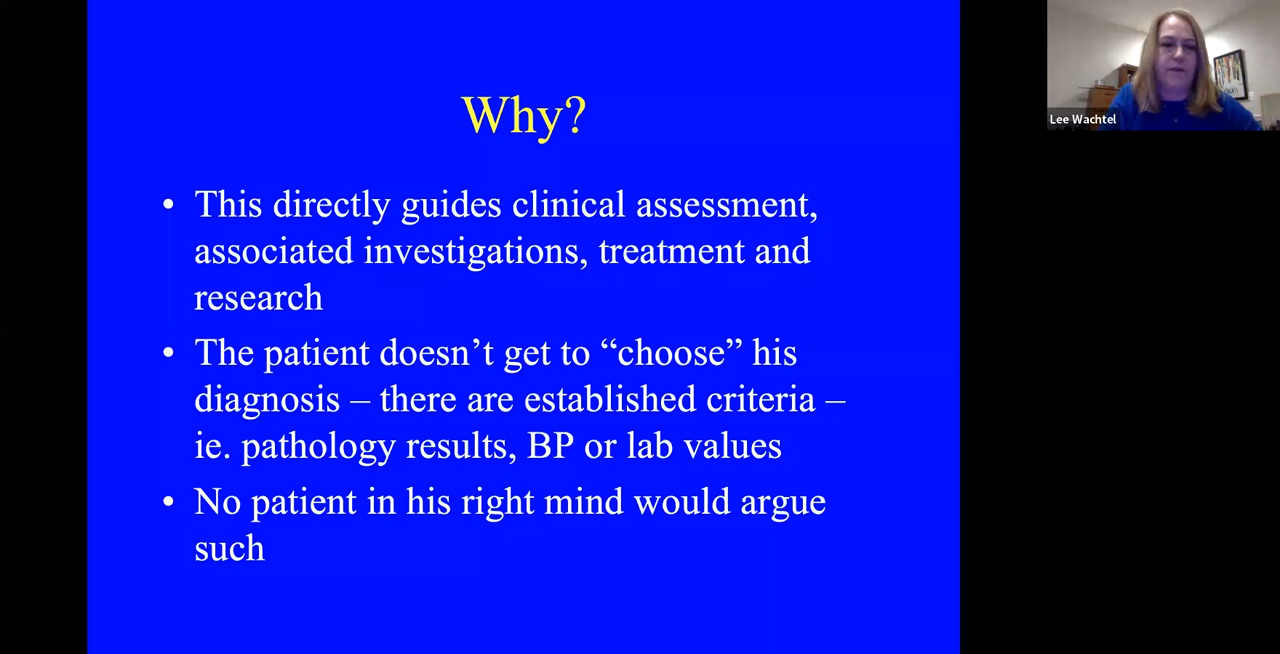 Why?
• This directly guides clinical assessment,
associated investigations, treatment and
research
• The patient doesn’t get to “choose” his
diagnosis – there are established criteria –
ie. pathology results, BP or lab values
• No patient in his right mind would argue
such
Lee Wachtel